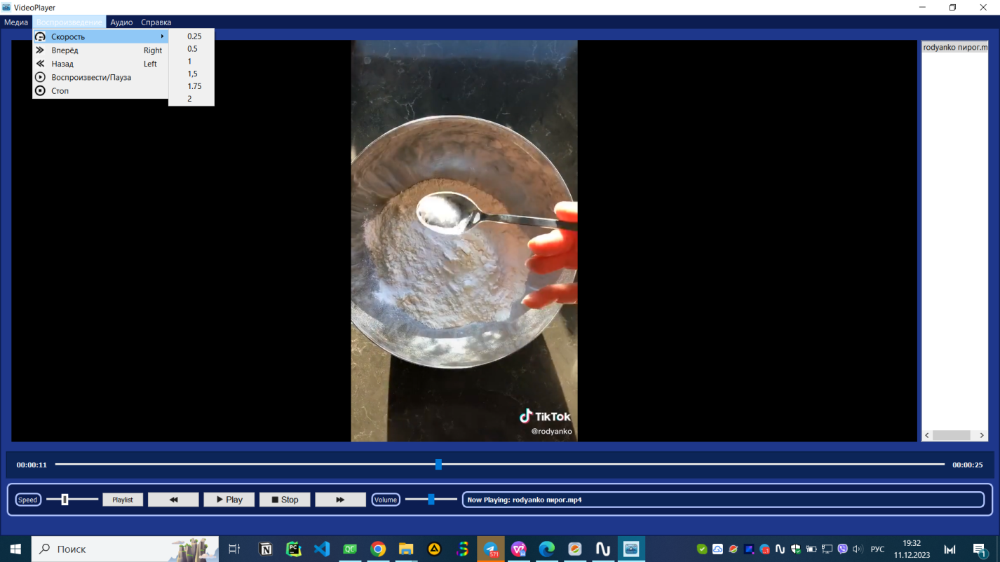 VideoPlayer
Медиа Воспроизведение Аудио Справка
Скорость
Вперёд Right
Назад Left
Воспроизвести/Пауза
Стоп
0.25
0.5
1
1,5
1.75
2
rodyanko пирог.m
TikTok
@rodyanko
00:00:11 00:00:25
Speed Playlist Play Stop Volume Now Playing: rodyanko пирог.mp4
Поиск
PC
QC
571
РУС
19:32
11.12.2023
1